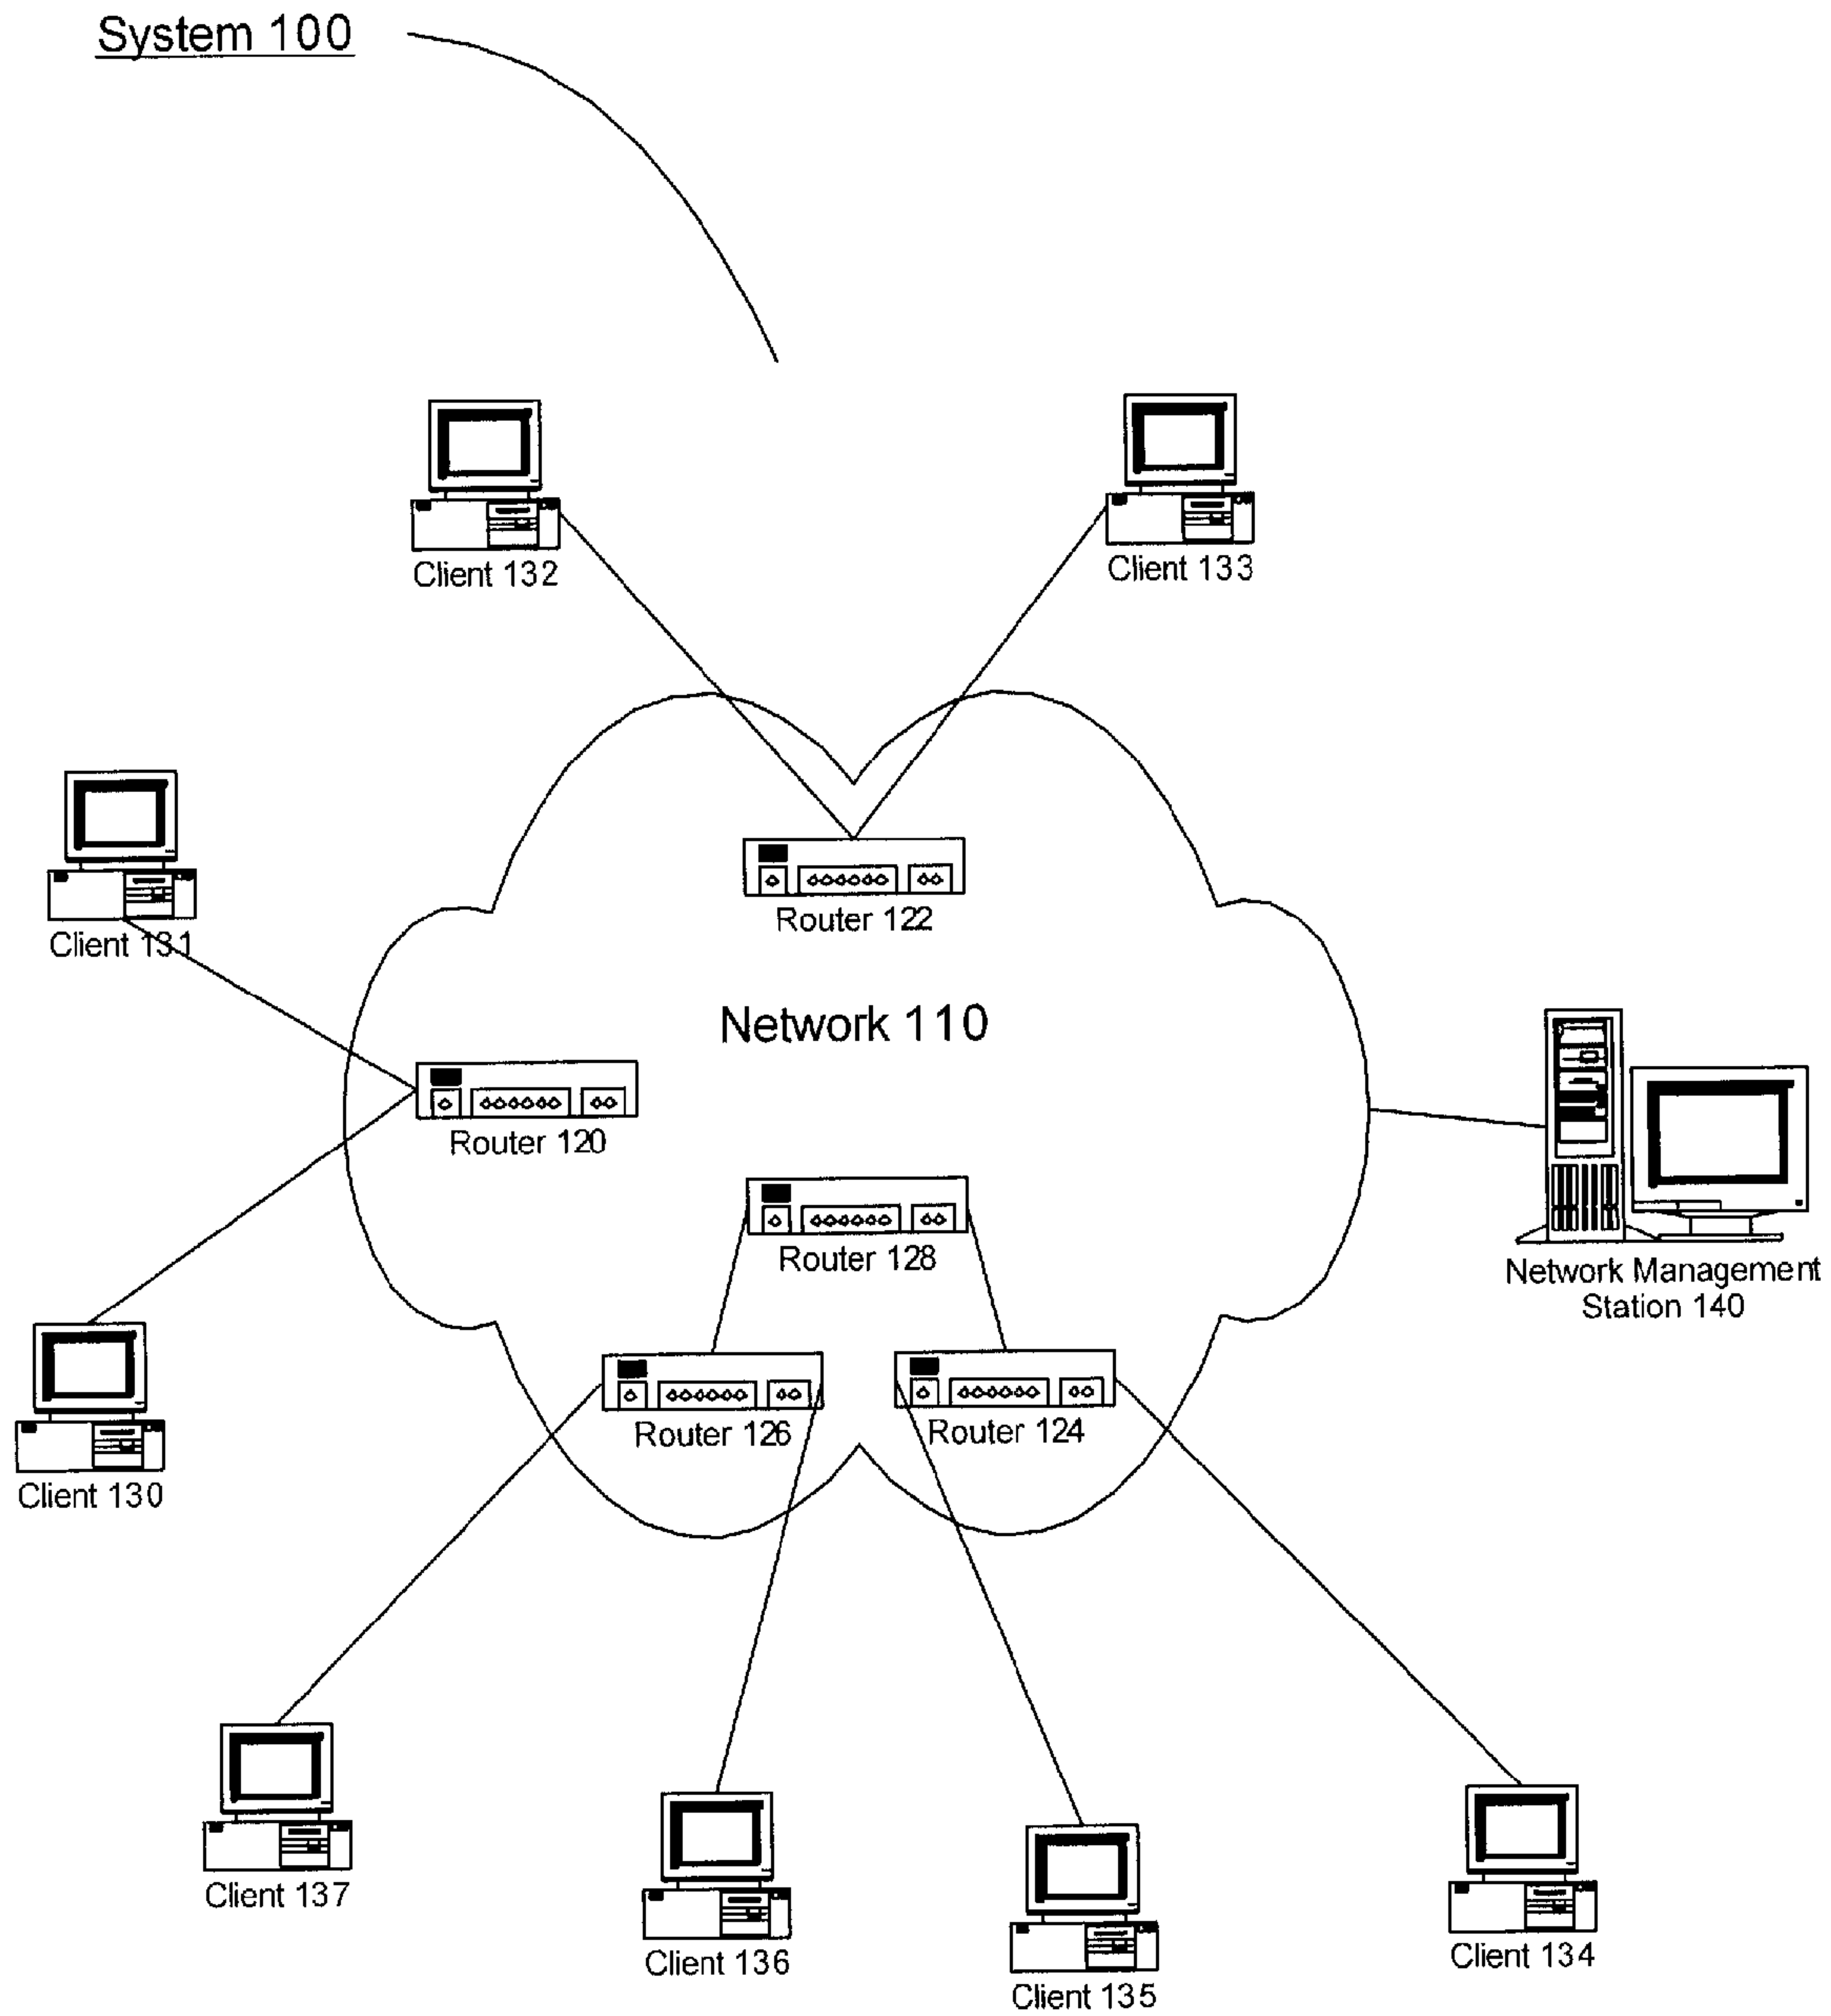 System 100
Client 132
Client 133
Router 122
Client 131
Network 110
Router 120
Router 128
Network Management
Station 140
Router 126
Router 124
Client 130
Client 137
Client 136
Client 135
Client 134